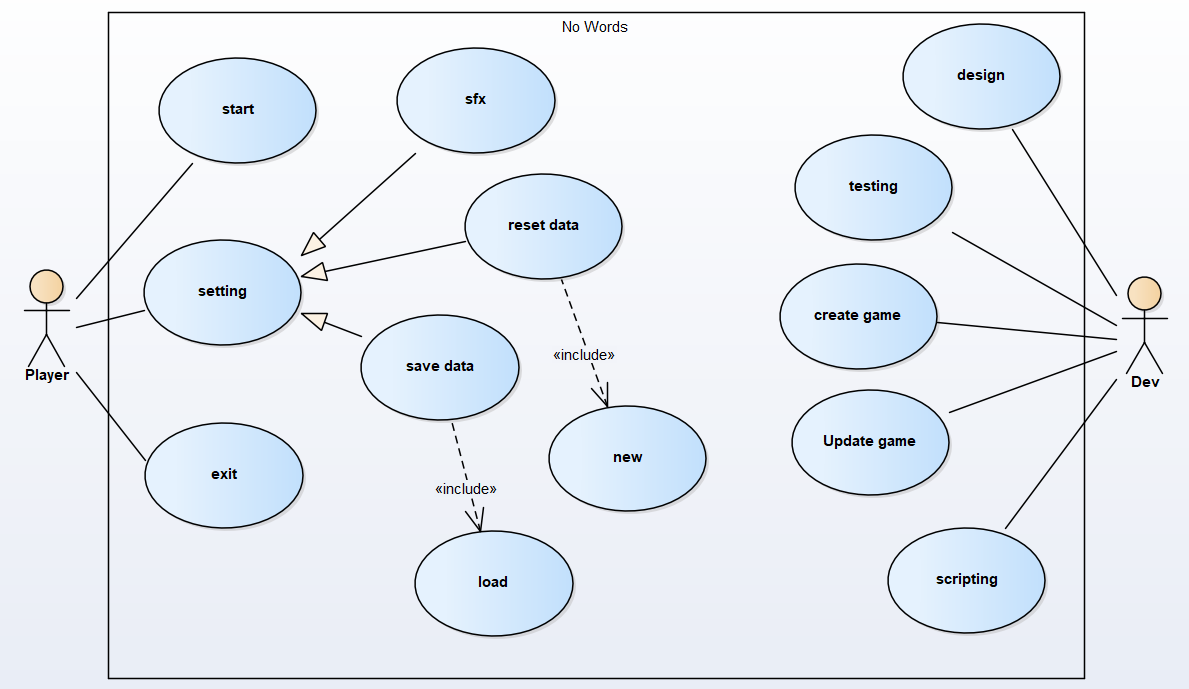 No Words
start
sfx
design
testing
reset data
setting
create game
Player
Dev
«include»
save data
Update game
new
exit
«include»
load
scripting